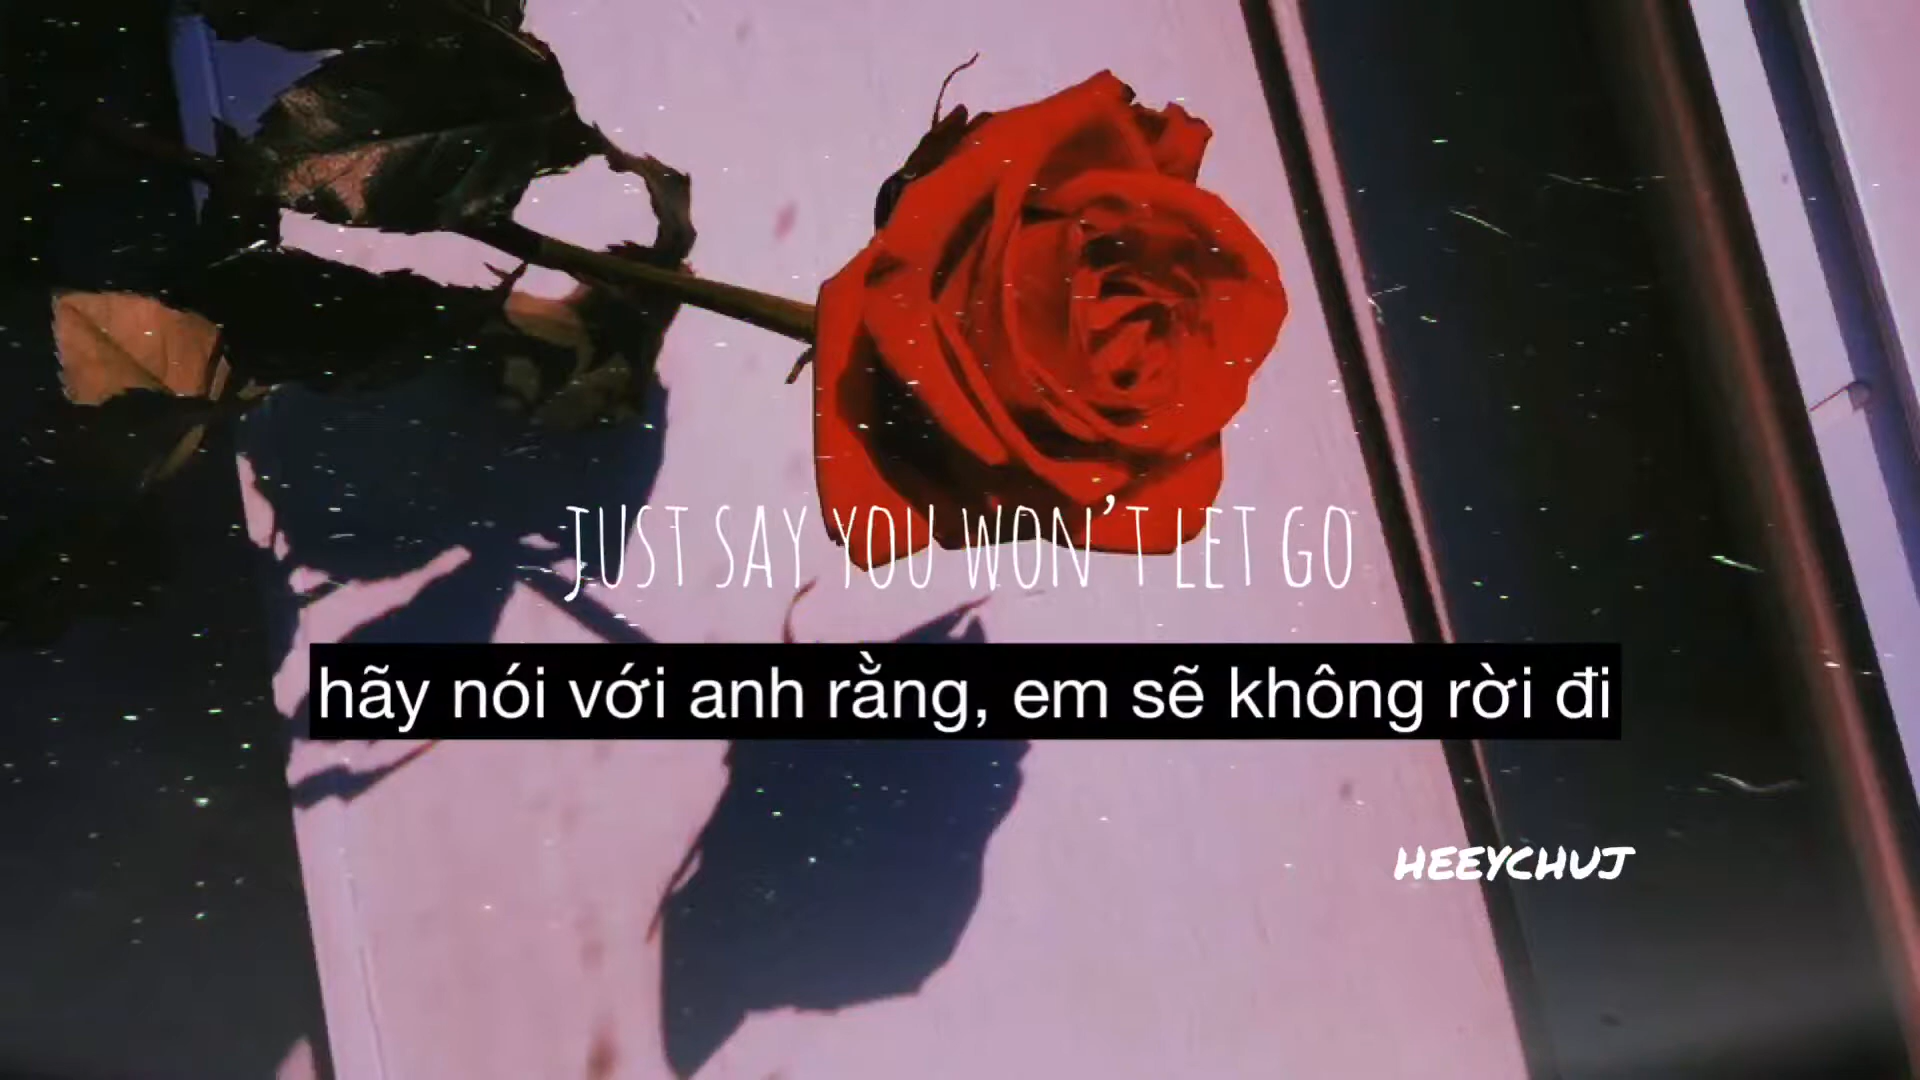 JUST SAY YOU WON'T LET GO
hãy nói với anh rằng, em sẽ không rời đi
HEEYCHUJ